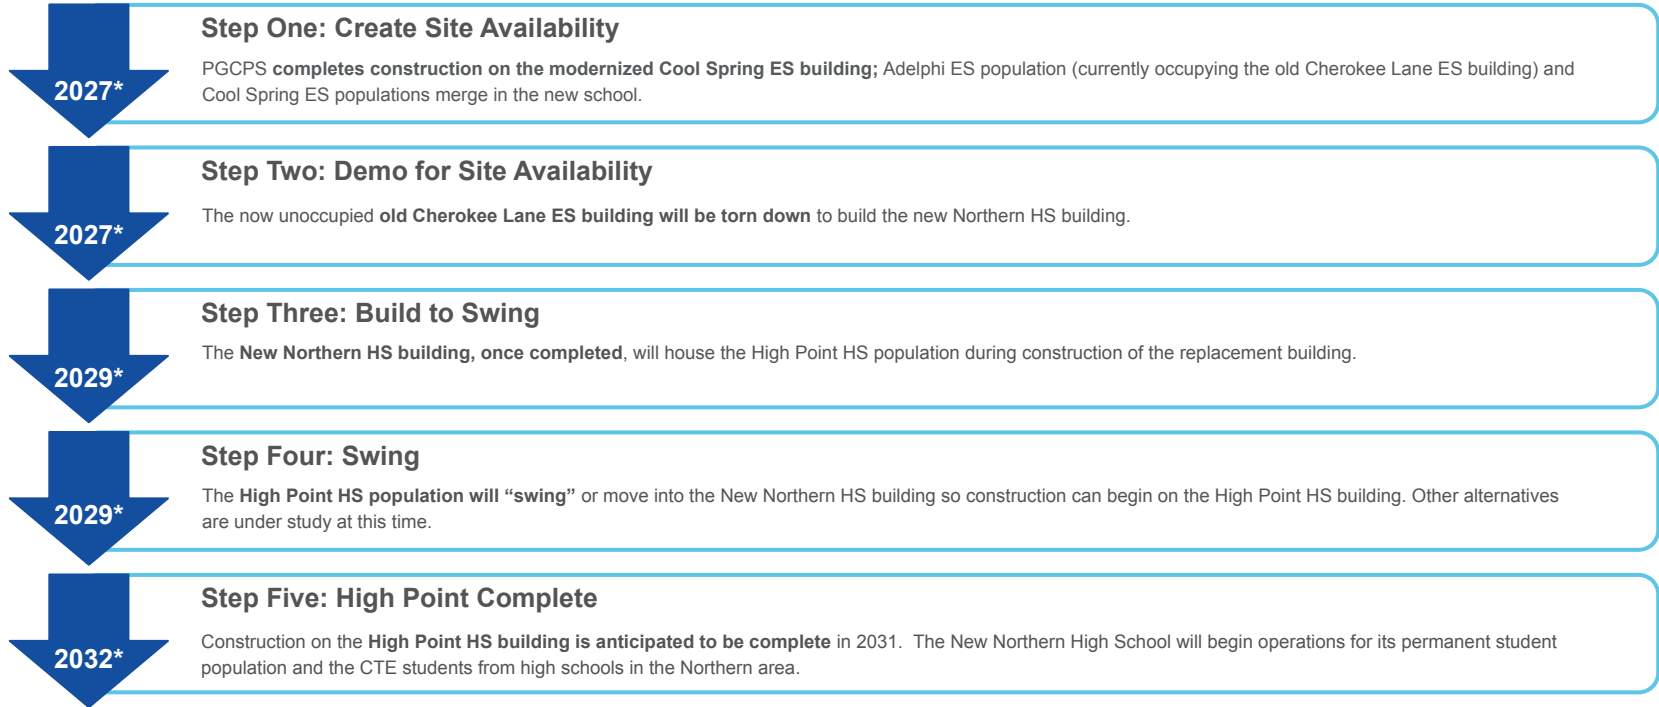 Step One: Create Site Availability
PGCPS completes construction on the modernized Cool Spring ES building; Adelphi ES population (currently occupying the old Cherokee Lane ES building) and
Cool Spring ES populations merge in the new school.
2027*
Step Two: Demo for Site Availability
The now unoccupied old Cherokee Lane ES building will be torn down to build the new Northern HS building.
2027*
Step Three: Build to Swing
The New Northern HS building, once completed, will house the High Point HS population during construction of the replacement building.
2029*
Step Four: Swing
The High Point HS population will “swing” or move into the New Northern HS building so construction can begin on the High Point HS building. Other alternatives
are under study at this time.
2029*
Step Five: High Point Complete
Construction on the High Point HS building is anticipated to be complete in 2031.  The New Northern High School will begin operations for its permanent student
population and the CTE students from high schools in the Northern area.
2032*